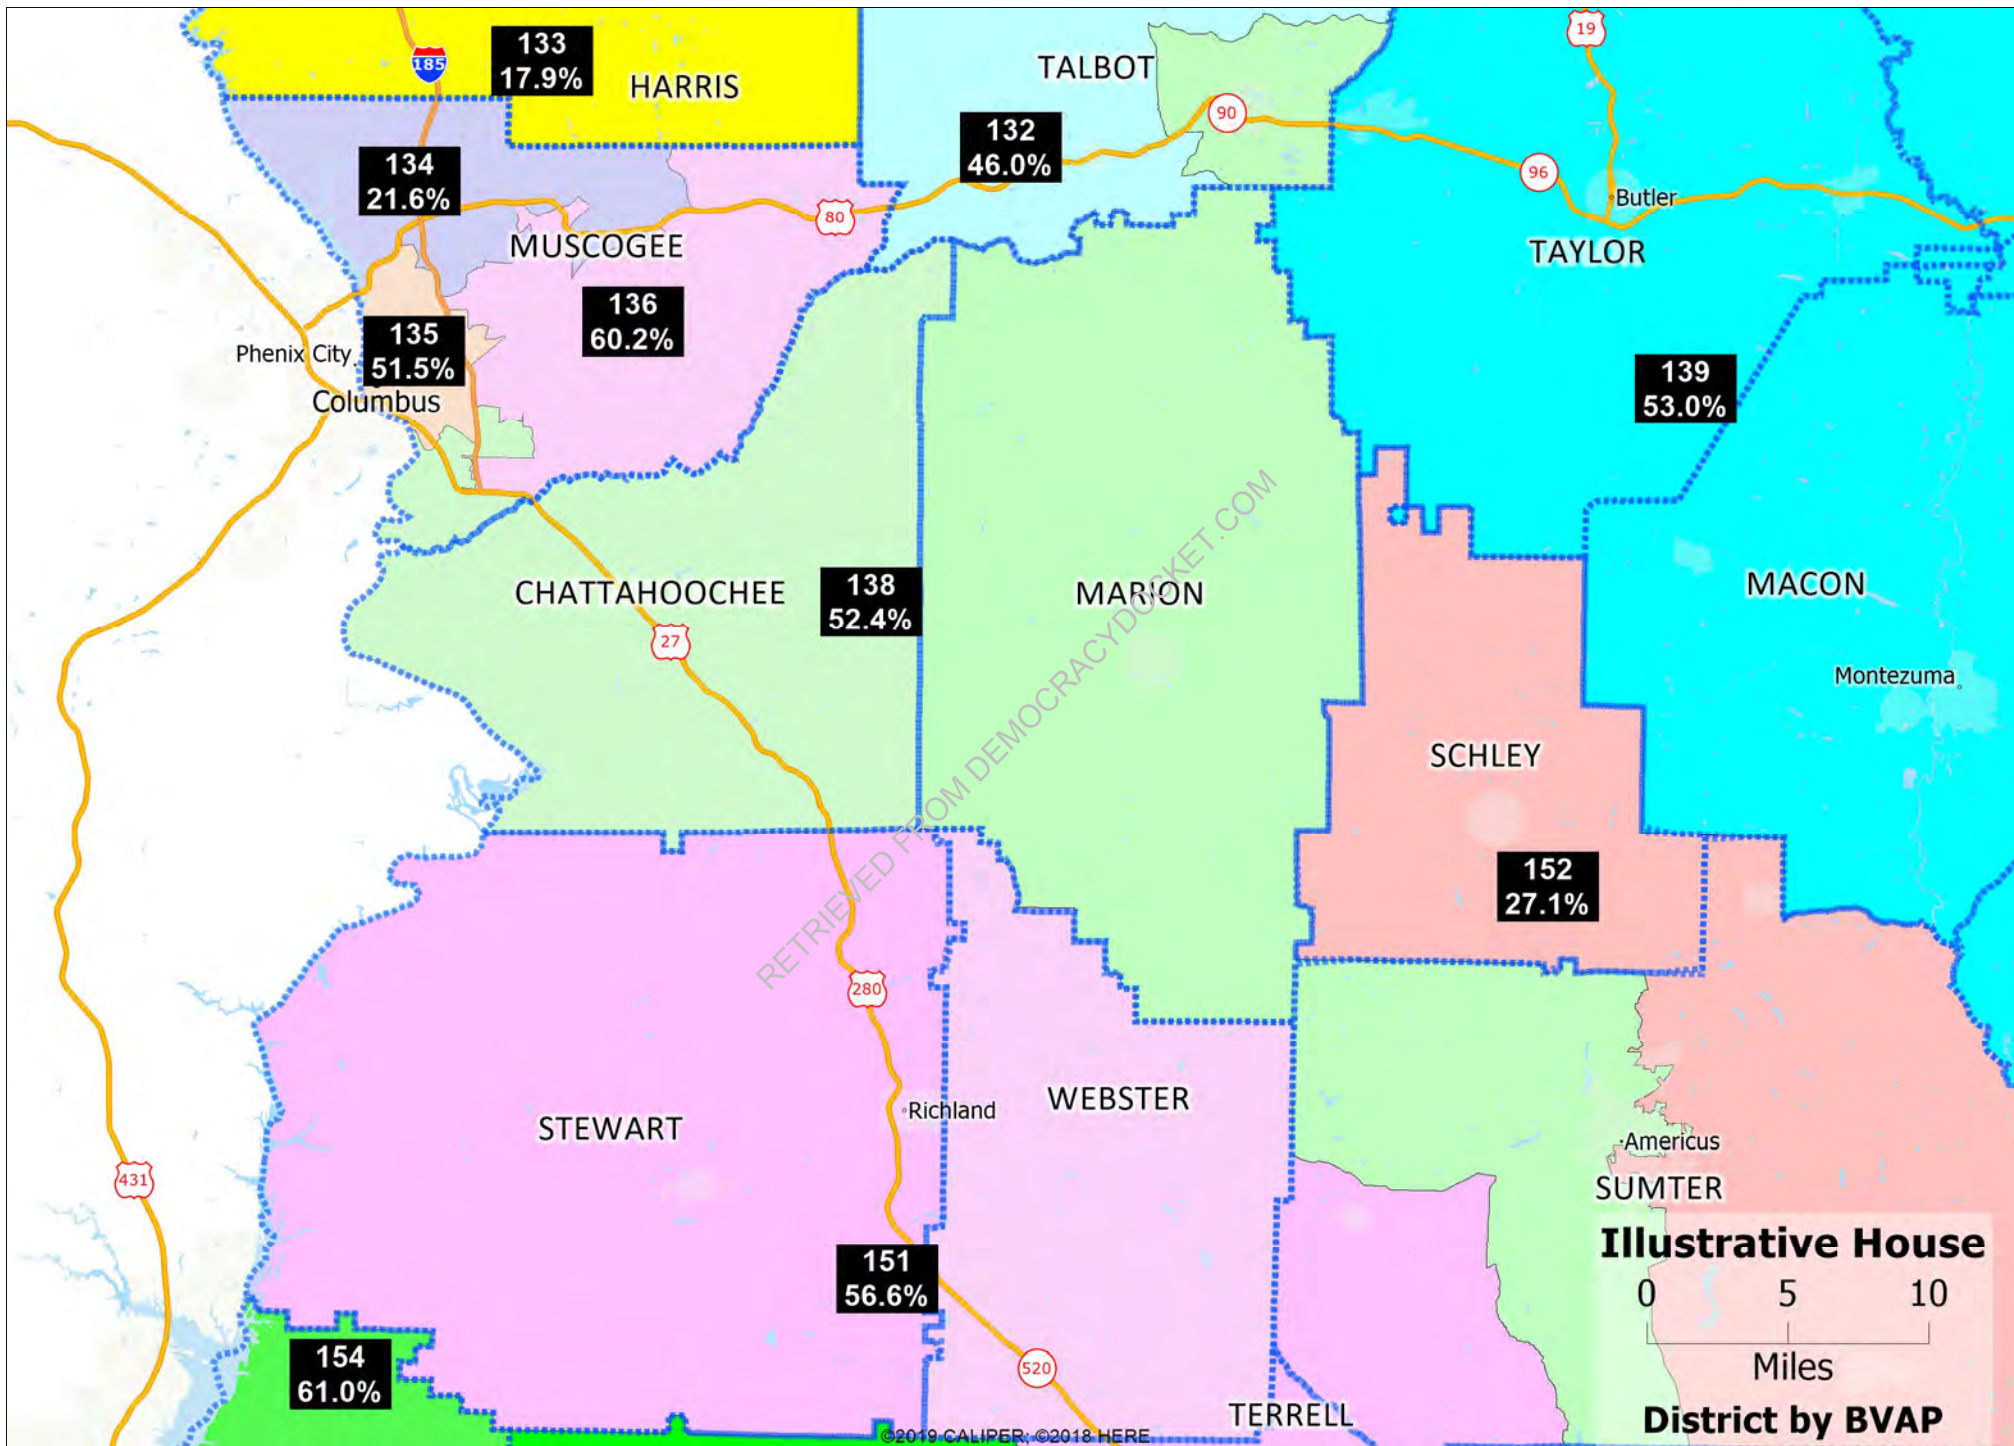 133
17.9%
HARRIS
185
TALBOT
19
90
132
46.0%
134
21.6%
96
Butler
80
MUSCOGEE
TAYLOR
136
60.2%
135
51.5%
Phenix City
Columbus
139
53.0%
CHATTAHOOCHEE
138
52.4%
MARION
MACON
27
Montezuma
SCHLEY
152
27.1%
RETRIEVED FROM DEMOCRACYDOCKET.COM
280
Richland
WEBSTER
STEWART
Americus
431
SUMTER
Illustrative House
0 5 10
Miles
District by BVAP
151
56.6%
154
61.0%
520
TERRELL
©2019 CALIPER; ©2018 HERE